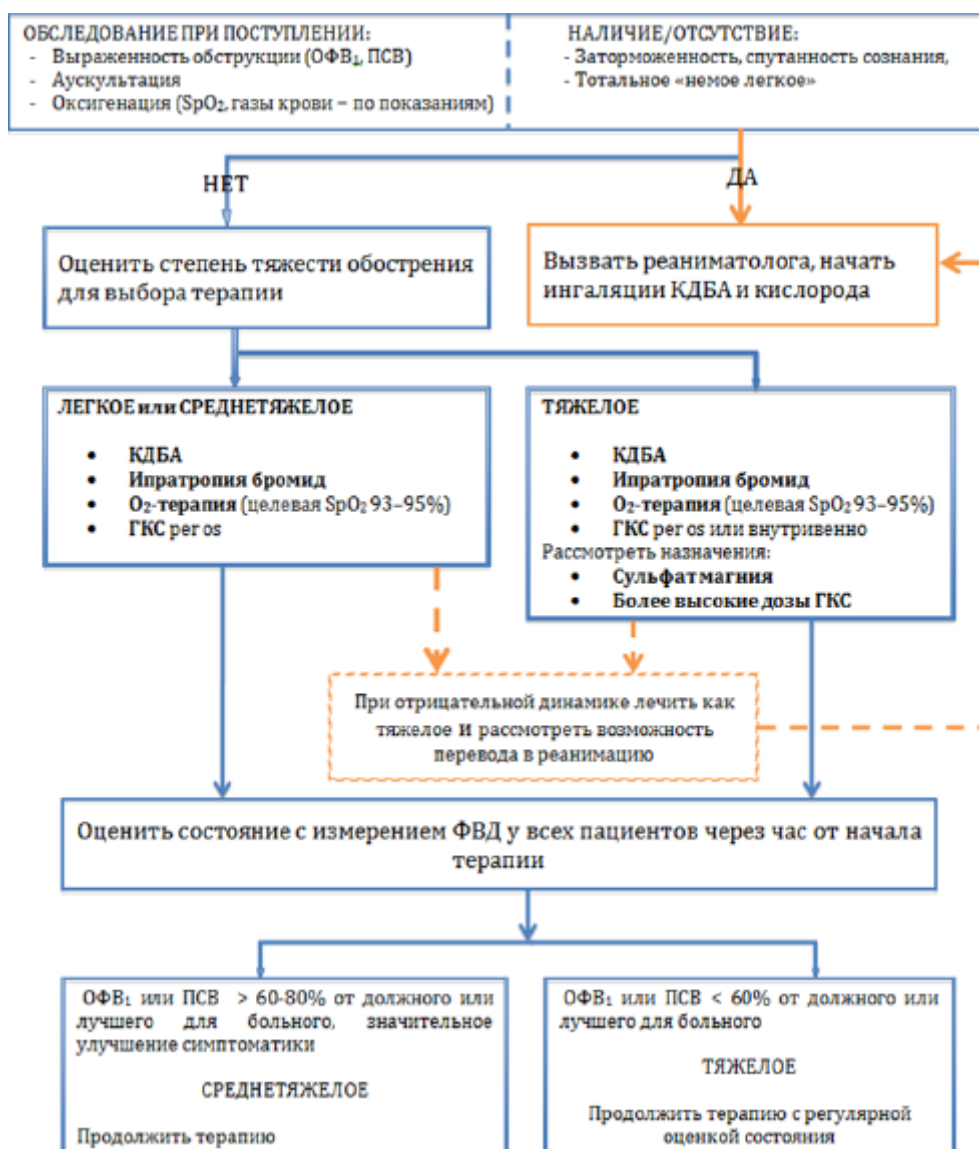 ОБСЛЕДОВАНИЕ ПРИ ПОСТУПЛЕНИИ:
- Выраженность обструкции (ОФВ₁, ПСВ)
- Аускультация
- Оксигенация (SpO₂, газы крови – по показаниям)
НАЛИЧИЕ/ОТСУТСТВИЕ:
- Заторможенность, спутанность сознания,
- Тотальное «немое легкое»
НЕТ
ДА
Оценить степень тяжести обострения
для выбора терапии
Вызвать реаниматолога, начать
ингаляции КДБА и кислорода
ЛЕГКОЕ или СРЕДНЕТЯЖЕЛОЕ
• КДБА
• Ипратропия бромид
• О₂-терапия (целевая SpO₂ 93–95%)
• ГКС per os
ТЯЖЕЛОЕ
• КДБА
• Ипратропия бромид
• О₂-терапия (целевая SpO₂ 93–95%)
• ГКС per os или внутривенно
Рассмотреть назначения:
• Сульфат магния
• Более высокие дозы ГКС
При отрицательной динамике лечить как
тяжелое и рассмотреть возможность
перевода в реанимацию
Оценить состояние с измерением ФВД у всех пациентов через час от начала
терапии
ОФВ₁ или ПСВ > 60-80% от должного или
лучшего для больного, значительное
улучшение симптоматики
СРЕДНЕТЯЖЕЛОЕ
Продолжить терапию
ОФВ₁ или ПСВ < 60% от должного или
лучшего для больного
ТЯЖЕЛОЕ
Продолжить терапию с регулярной
оценкой состояния